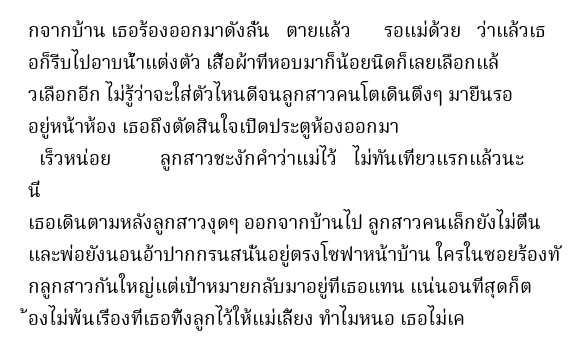 กจากบ้าน เธอร้องออกมาดังลั่น ตายแล้ว รอแม่ด้วย ว่าแล้วเธ
อก็รีบไปอาบน้ำแต่งตัว เสื้อผ้าที่หอบมาก็น้อยนิดก็เลยเลือกแล้
วเลือกอีก ไม่รู้ว่าจะใส่ตัวไหนดีจนลูกสาวคนโตเดินตึงๆ มายืนรอ
อยู่หน้าห้อง เธอถึงตัดสินใจเปิดประตูห้องออกมา
เร็วหน่อย ลูกสาวชะงักคำว่าแม่ไว้ ไม่ทันเที่ยวแรกแล้วนะ
นี่
เธอเดินตามหลังลูกสาวงุดๆ ออกจากบ้านไป ลูกสาวคนเล็กยังไม่ตื่น
และพ่อยังนอนอ้าปากกรนสนั่นอยู่ตรงโซฟาหน้าบ้าน ใครในซอยร้องทั
กลูกสาวกันใหญ่แต่เป้าหมายกลับมาอยู่ที่เธอแทน แน่นอนที่สุดก็ต
้องไม่พ้นเรื่องที่เธอทิ้งลูกไว้ให้แม่เลี้ยง ทำไมหนอ เธอไม่เค